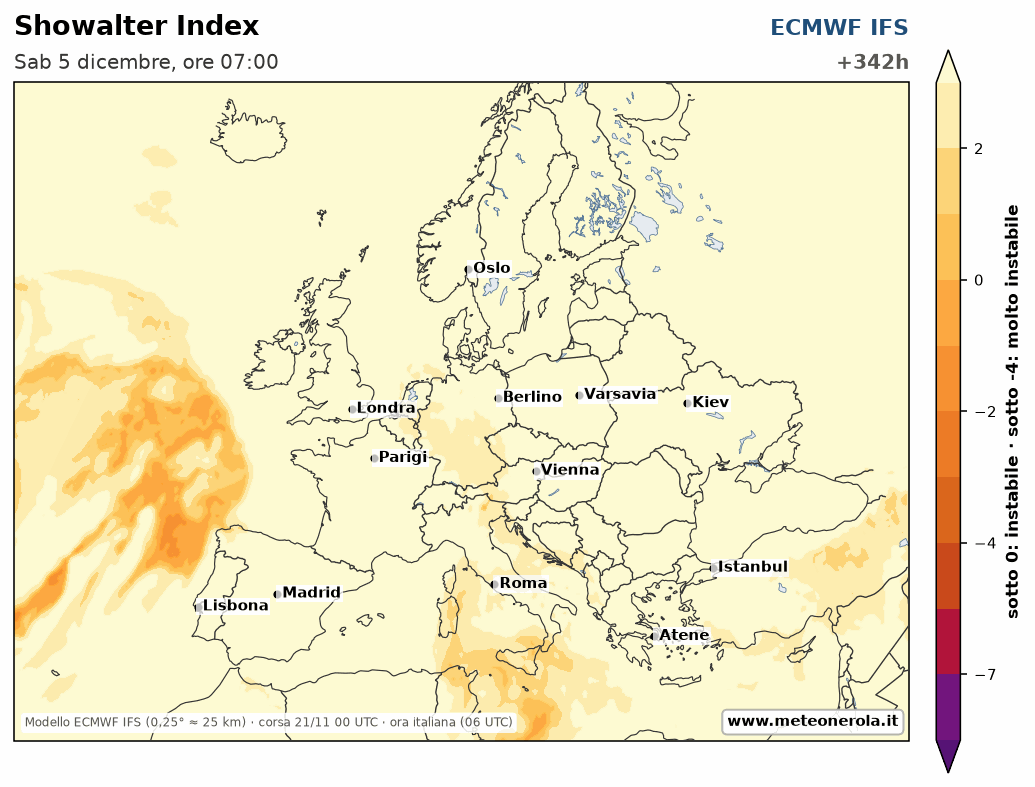 Showalter Index
ECMWF IFS
Sab 5 dicembre, ore 07:00
+342h
Oslo
Berlino
Varsavia
Kiev
Londra
Parigi
Vienna
Istanbul
Roma
Madrid
Lisbona
Atene
Modello ECMWF IFS (0,25° ≈ 25 km) · corsa 21/11 00 UTC · ora italiana (06 UTC)
www.meteonerola.it
2
0
−2
−4
−7
sotto 0: instabile · sotto -4: molto instabile